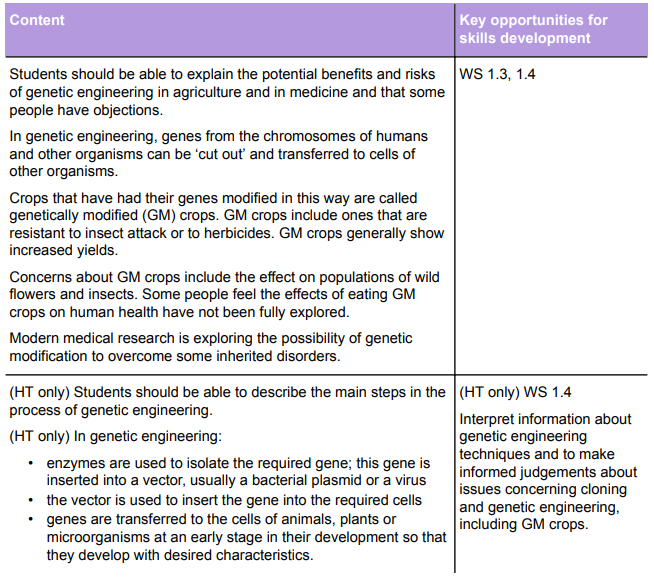 Content
Key opportunities for
skills development
Students should be able to explain the potential benefits and risks
of genetic engineering in agriculture and in medicine and that some
people have objections.
In genetic engineering, genes from the chromosomes of humans
and other organisms can be ‘cut out’ and transferred to cells of
other organisms.
Crops that have had their genes modified in this way are called
genetically modified (GM) crops. GM crops include ones that are
resistant to insect attack or to herbicides. GM crops generally show
increased yields.
Concerns about GM crops include the effect on populations of wild
flowers and insects. Some people feel the effects of eating GM
crops on human health have not been fully explored.
Modern medical research is exploring the possibility of genetic
modification to overcome some inherited disorders.
WS 1.3, 1.4
(HT only) Students should be able to describe the main steps in the
process of genetic engineering.
(HT only) In genetic engineering:
• enzymes are used to isolate the required gene; this gene is
inserted into a vector, usually a bacterial plasmid or a virus
• the vector is used to insert the gene into the required cells
• genes are transferred to the cells of animals, plants or
microorganisms at an early stage in their development so that
they develop with desired characteristics.
(HT only) WS 1.4
Interpret information about
genetic engineering
techniques and to make
informed judgements about
issues concerning cloning
and genetic engineering,
including GM crops.